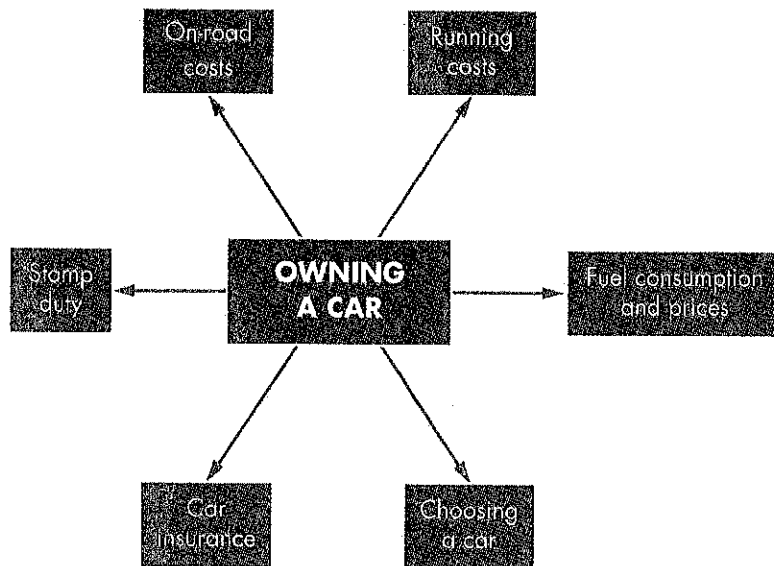 On-road
costs
Running
costs
Stamp
duty
OWNING
A CAR
Fuel consumption
and prices
Car
insurance
Choosing
a car